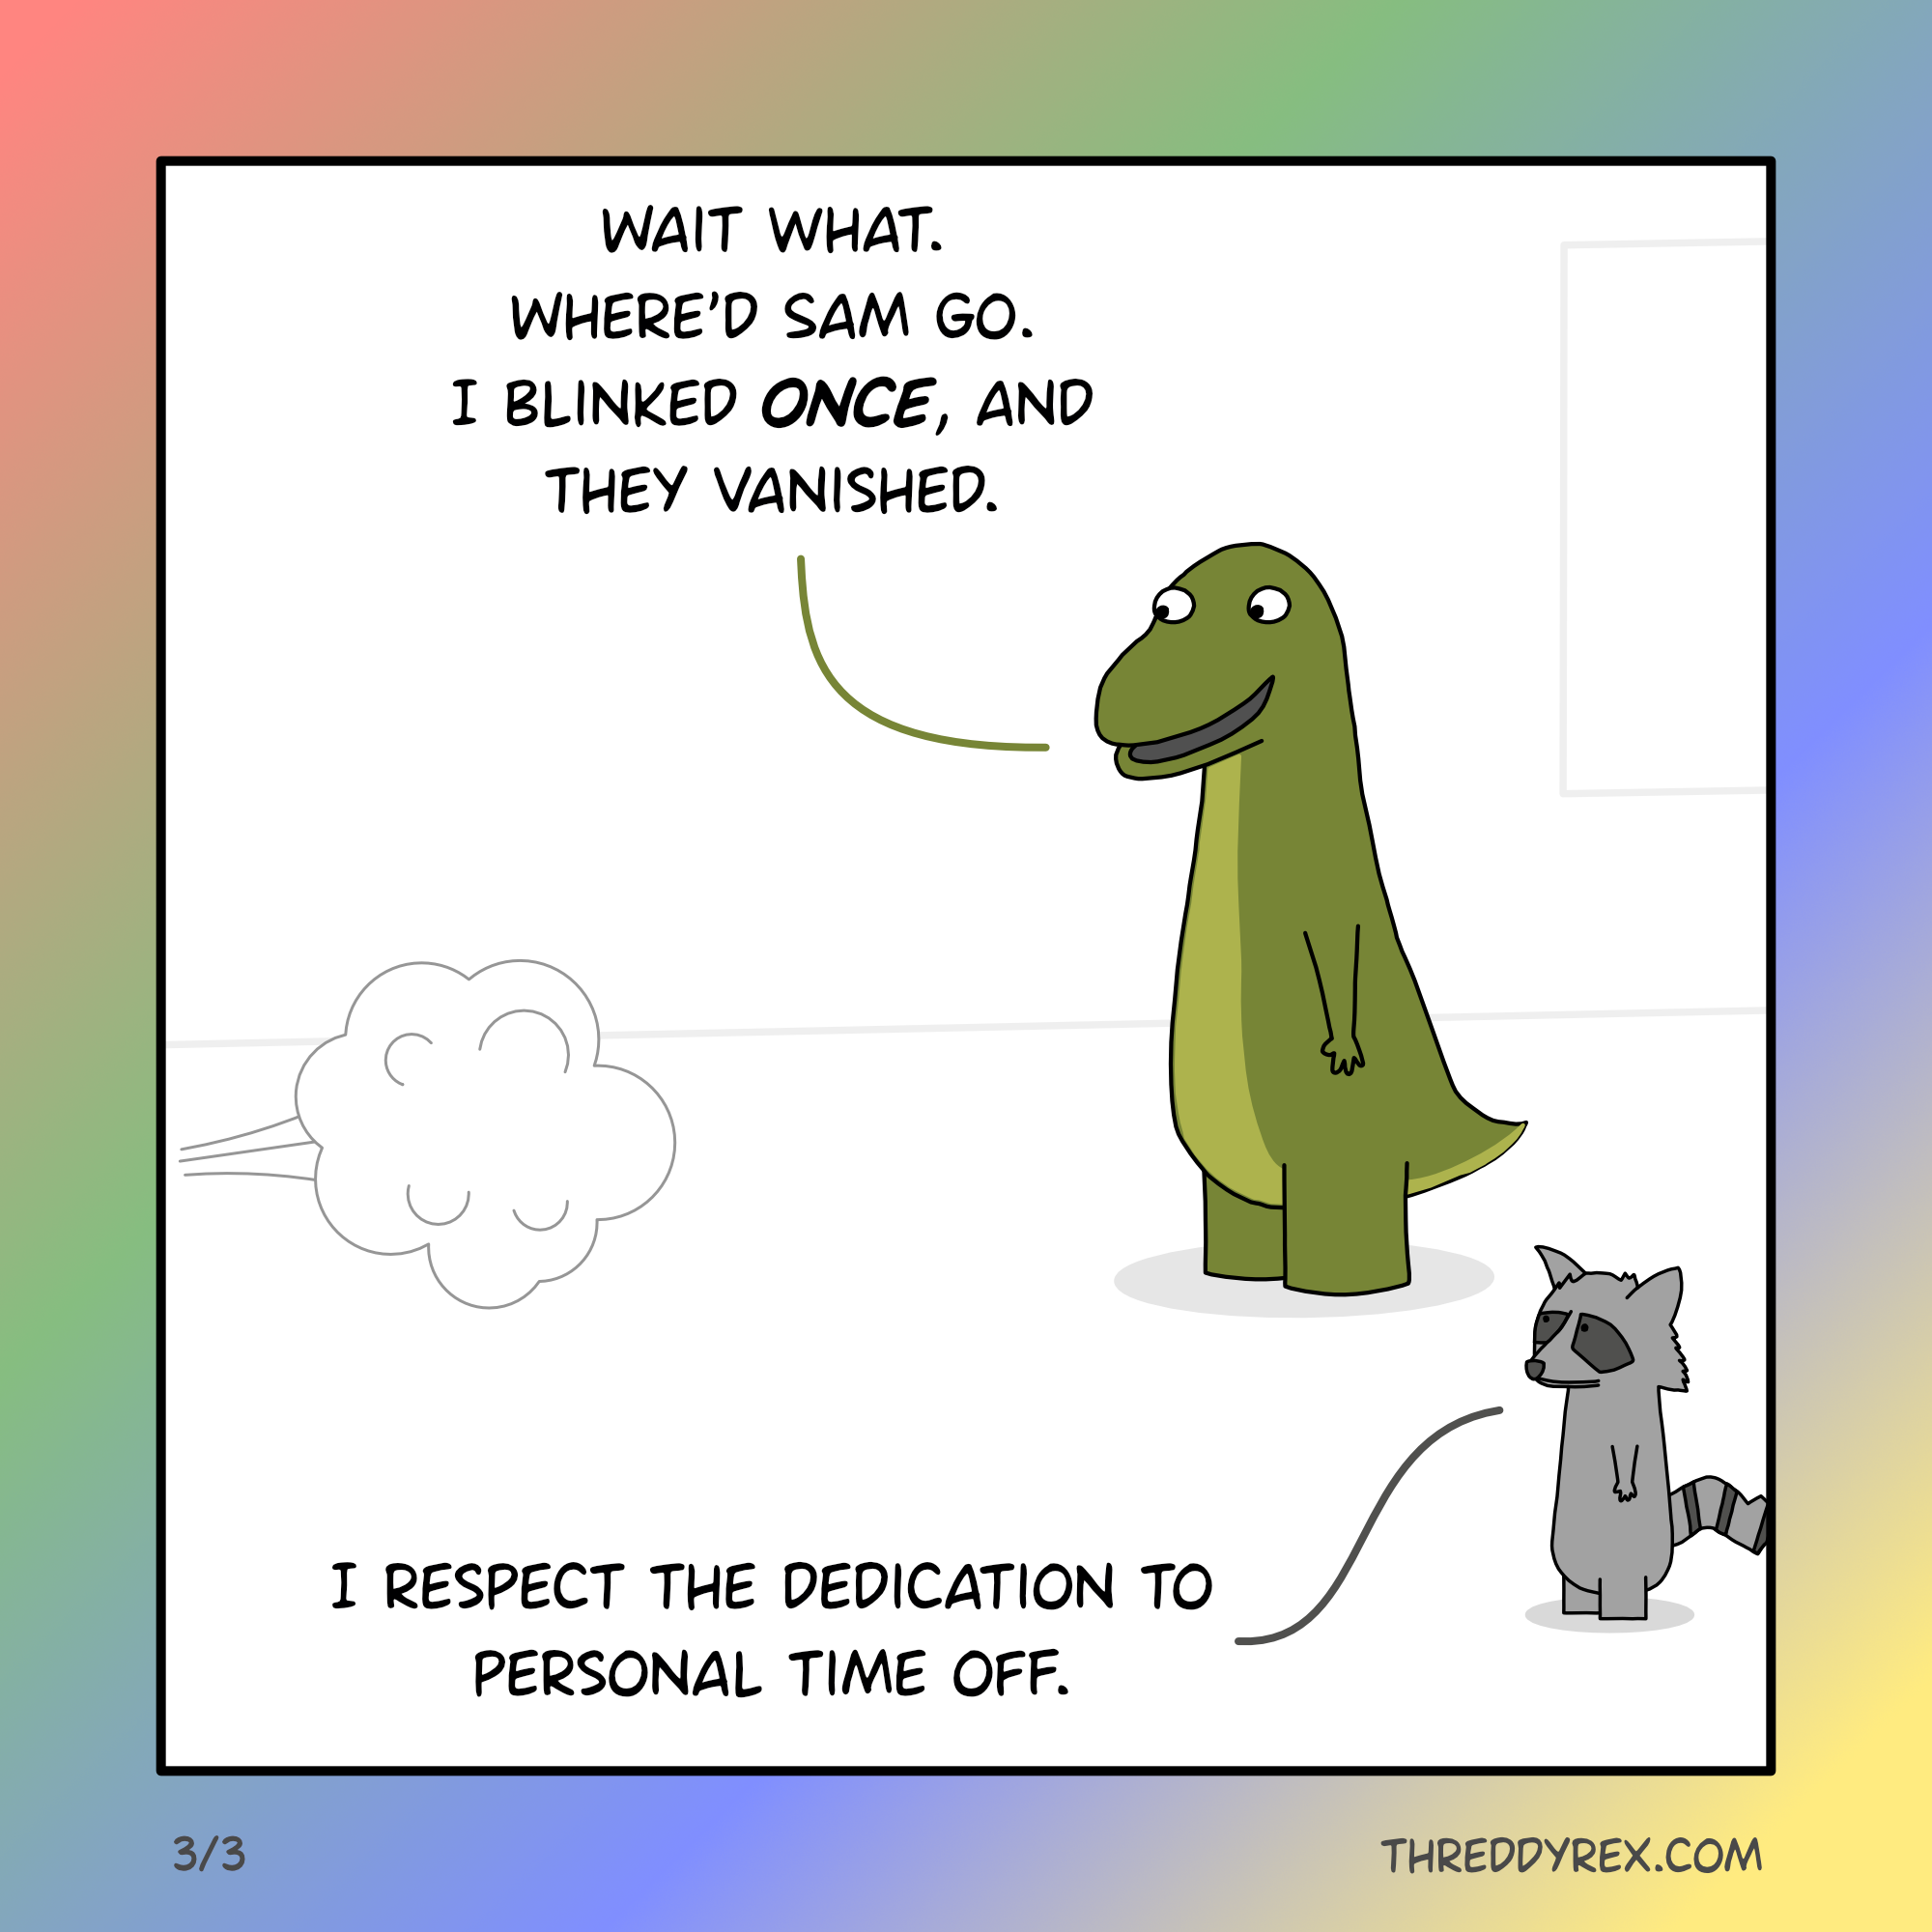 WAIT WHAT.
WHERE'D SAM GO.
I BLINKED ONCE, AND
THEY VANISHED.
I RESPECT THE DEDICATION TO
PERSONAL TIME OFF.
3/3
THREDDYREX.COM